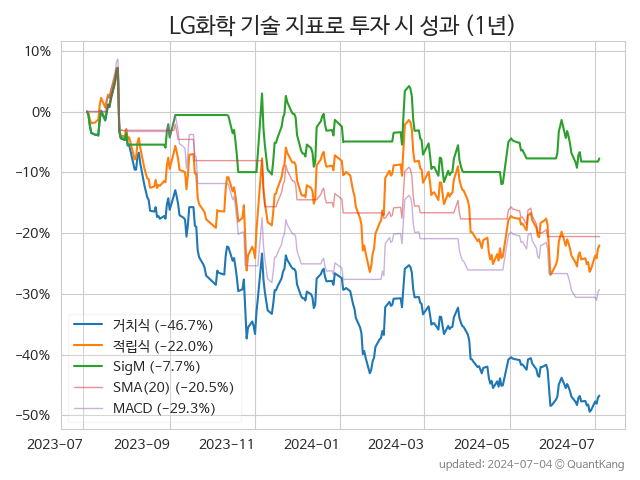 LG화학 기술 지표로 투자 시 성과 (1년)
10%
0%
−10%
−20%
−30%
−40%
−50%
거치식 (−46.7%)
적립식 (−22.0%)
SigM (−7.7%)
SMA(20) (−20.5%)
MACD (−29.3%)
2023−07 2023−09 2023−11 2024−01 2024−03 2024−05 2024−07
updated: 2024-07-04 © QuantKang